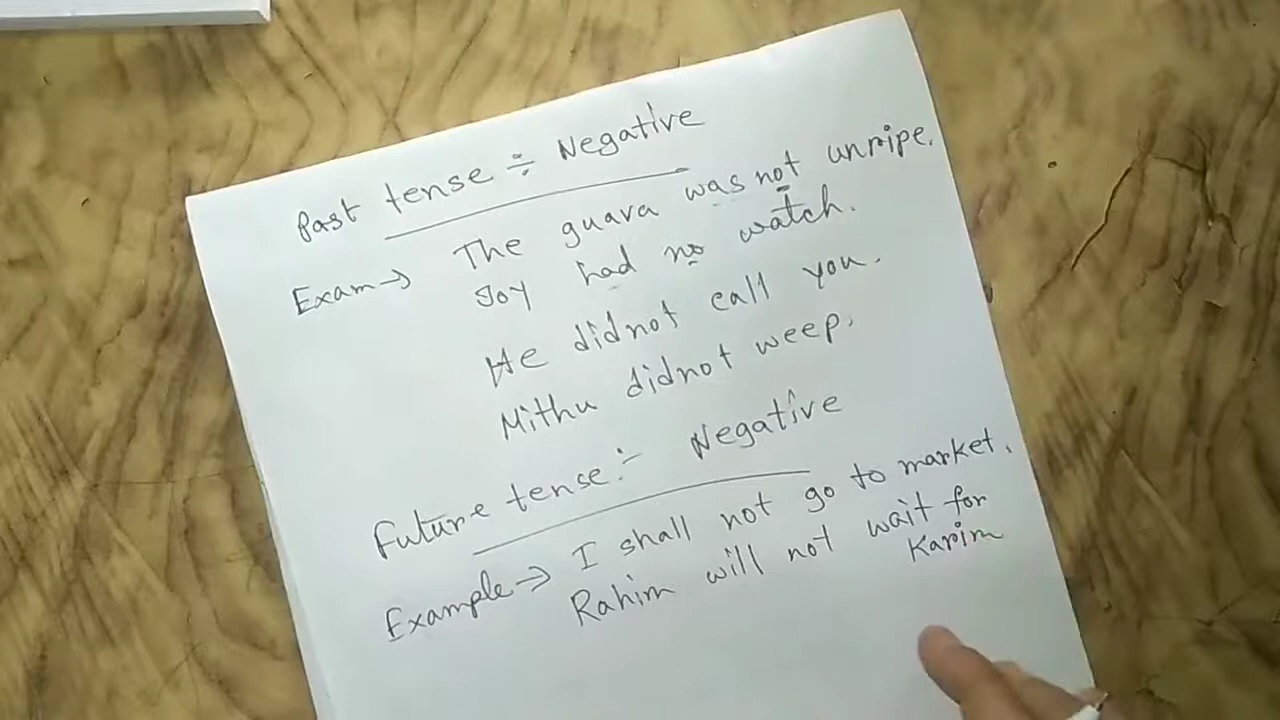 Past tense ÷ Negative
Exam → The guava was not unripe.
Joy had no watch.
He didnot call you.
Mithu didnot weep.
Future tense :- Negative
Example → I shall not go to market.
Rahim will not wait for
Karim